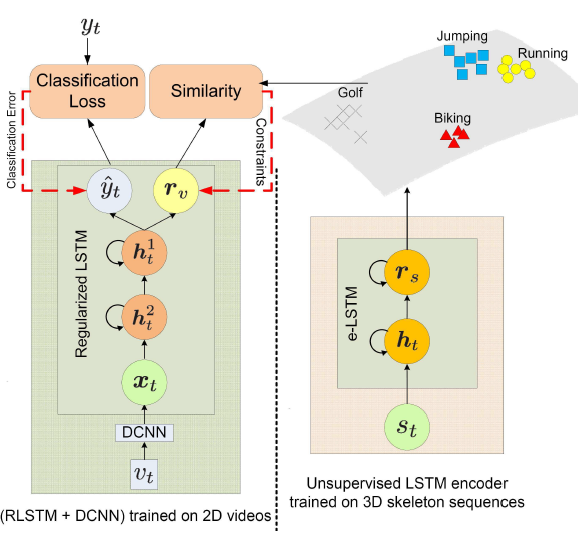 y_t
Classification
Loss
Similarity
Classification Error
Constraints
ŷ_t
r_v
Regularized LSTM
h_t^1
h_t^2
x_t
DCNN
v_t
(RLSTM + DCNN) trained on 2D videos
Jumping
Running
Golf
Biking
e-LSTM
r_s
h_t
s_t
Unsupervised LSTM encoder
trained on 3D skeleton sequences